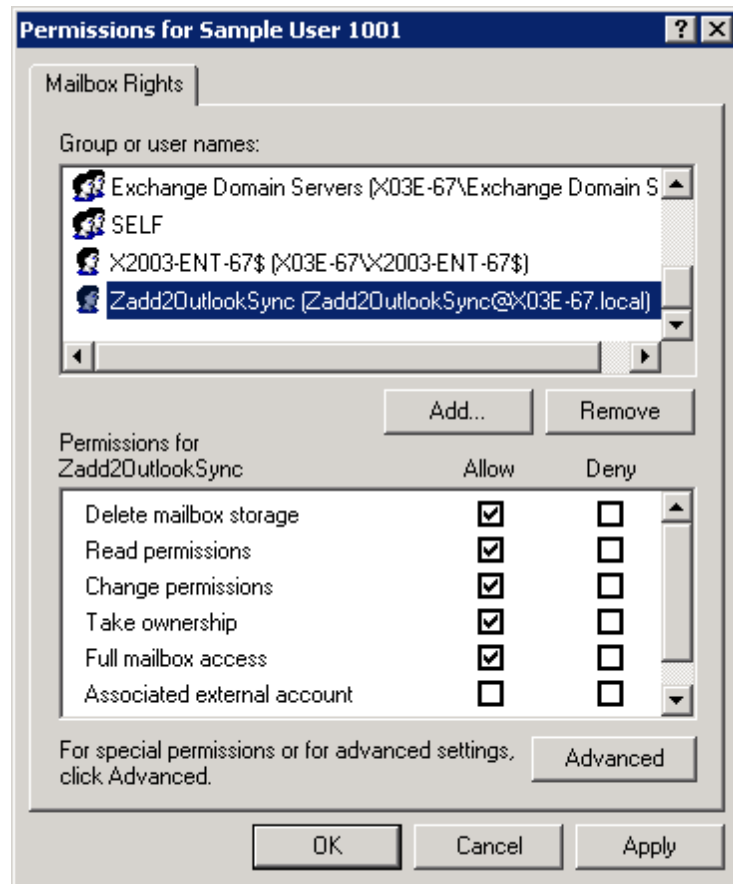 Permissions for Sample User 1001
Mailbox Rights
Group or user names:
Exchange Domain Servers (X03E-67\Exchange Domain S
SELF
X2003-ENT-67$ (X03E-67\X2003-ENT-67$)
Zadd2OutlookSync (Zadd2OutlookSync@X03E-67.local)
Add... Remove
Permissions for
Zadd2OutlookSync Allow Deny
Delete mailbox storage
Read permissions
Change permissions
Take ownership
Full mailbox access
Associated external account
For special permissions or for advanced settings,
click Advanced.
Advanced
OK Cancel Apply